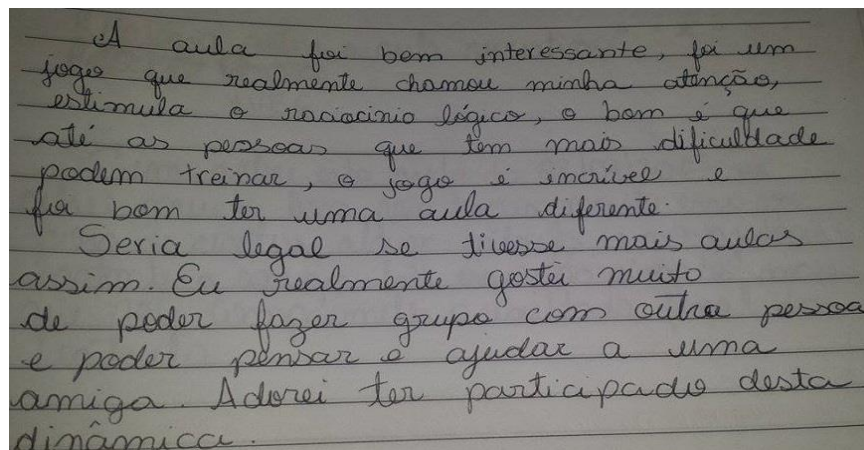 A aula foi bem interessante, foi um
jogo que realmente chamou minha atenção,
estimula o raciocinio lógico, o bom é que
até as pessoas que tem mais dificuldade
podem treinar, o jogo é incrível e
foi bom ter uma aula diferente.
Seria legal se tivesse mais aulas
assim. Eu realmente gostei muito
de poder fazer grupo com outra pessoa
e poder pensar e ajudar a uma
amiga. Adorei ter participado desta
dinâmica.